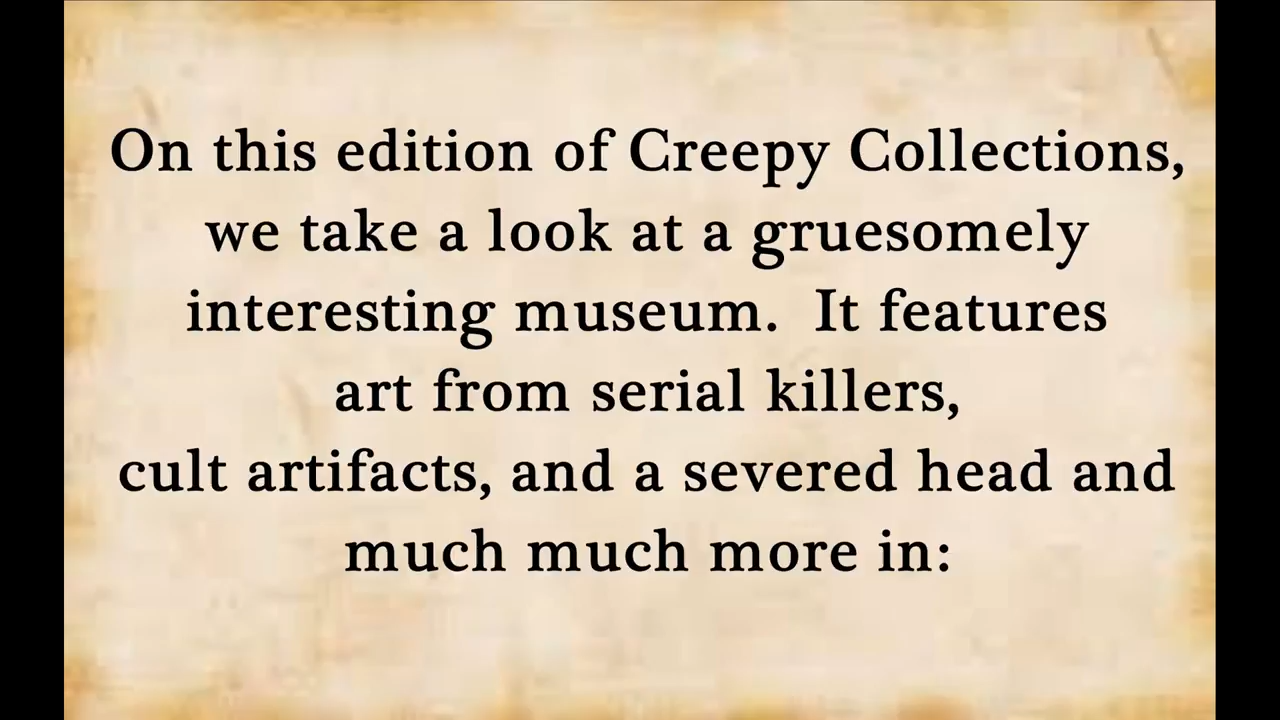 On this edition of Creepy Collections,
we take a look at a gruesomely
interesting museum.  It features
art from serial killers,
cult artifacts, and a severed head and
much much more in: